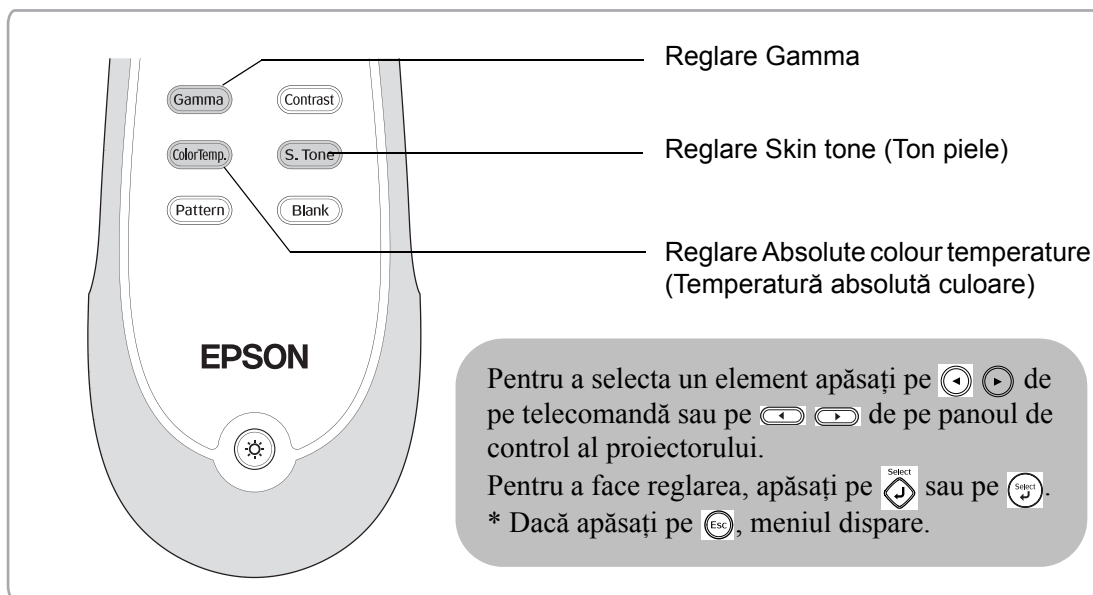 Reglare Gamma
Gamma
Contrast
Reglare Skin tone (Ton piele)
ColorTemp.
S. Tone
Pattern
Blank
Reglare Absolute colour temperature
(Temperatură absolută culoare)
EPSON
Pentru a selecta un element apăsați pe de
pe telecomandă sau pe de pe panoul de
control al proiectorului.
Pentru a face reglarea, apăsați pe Select sau pe Select.
* Dacă apăsați pe Esc, meniul dispare.